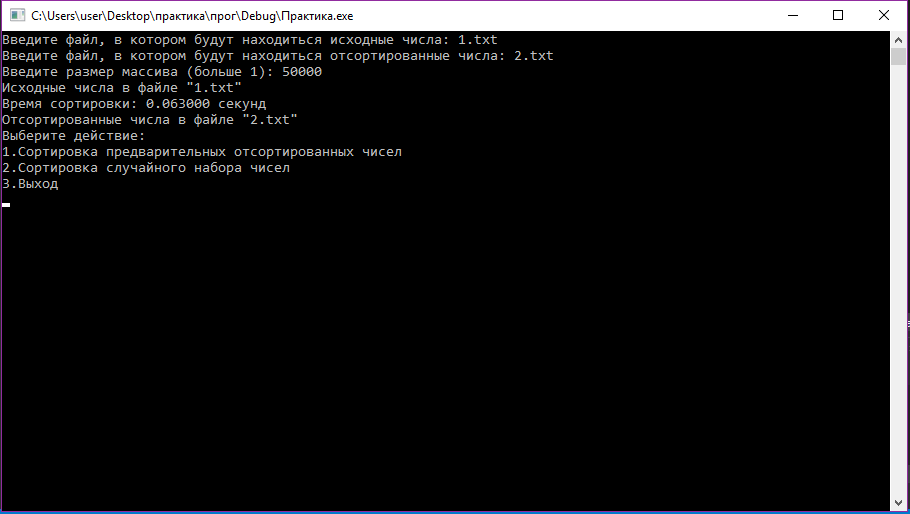 C:\Users\user\Desktop\практика\прог\Debug\Практика.exe
Введите файл, в котором будут находиться исходные числа: 1.txt
Введите файл, в котором будут находиться отсортированные числа: 2.txt
Введите размер массива (больше 1): 50000
Исходные числа в файле "1.txt"
Время сортировки: 0.063000 секунд
Отсортированные числа в файле "2.txt"
Выберите действие:
1.Сортировка предварительных отсортированных чисел
2.Сортировка случайного набора чисел
3.Выход